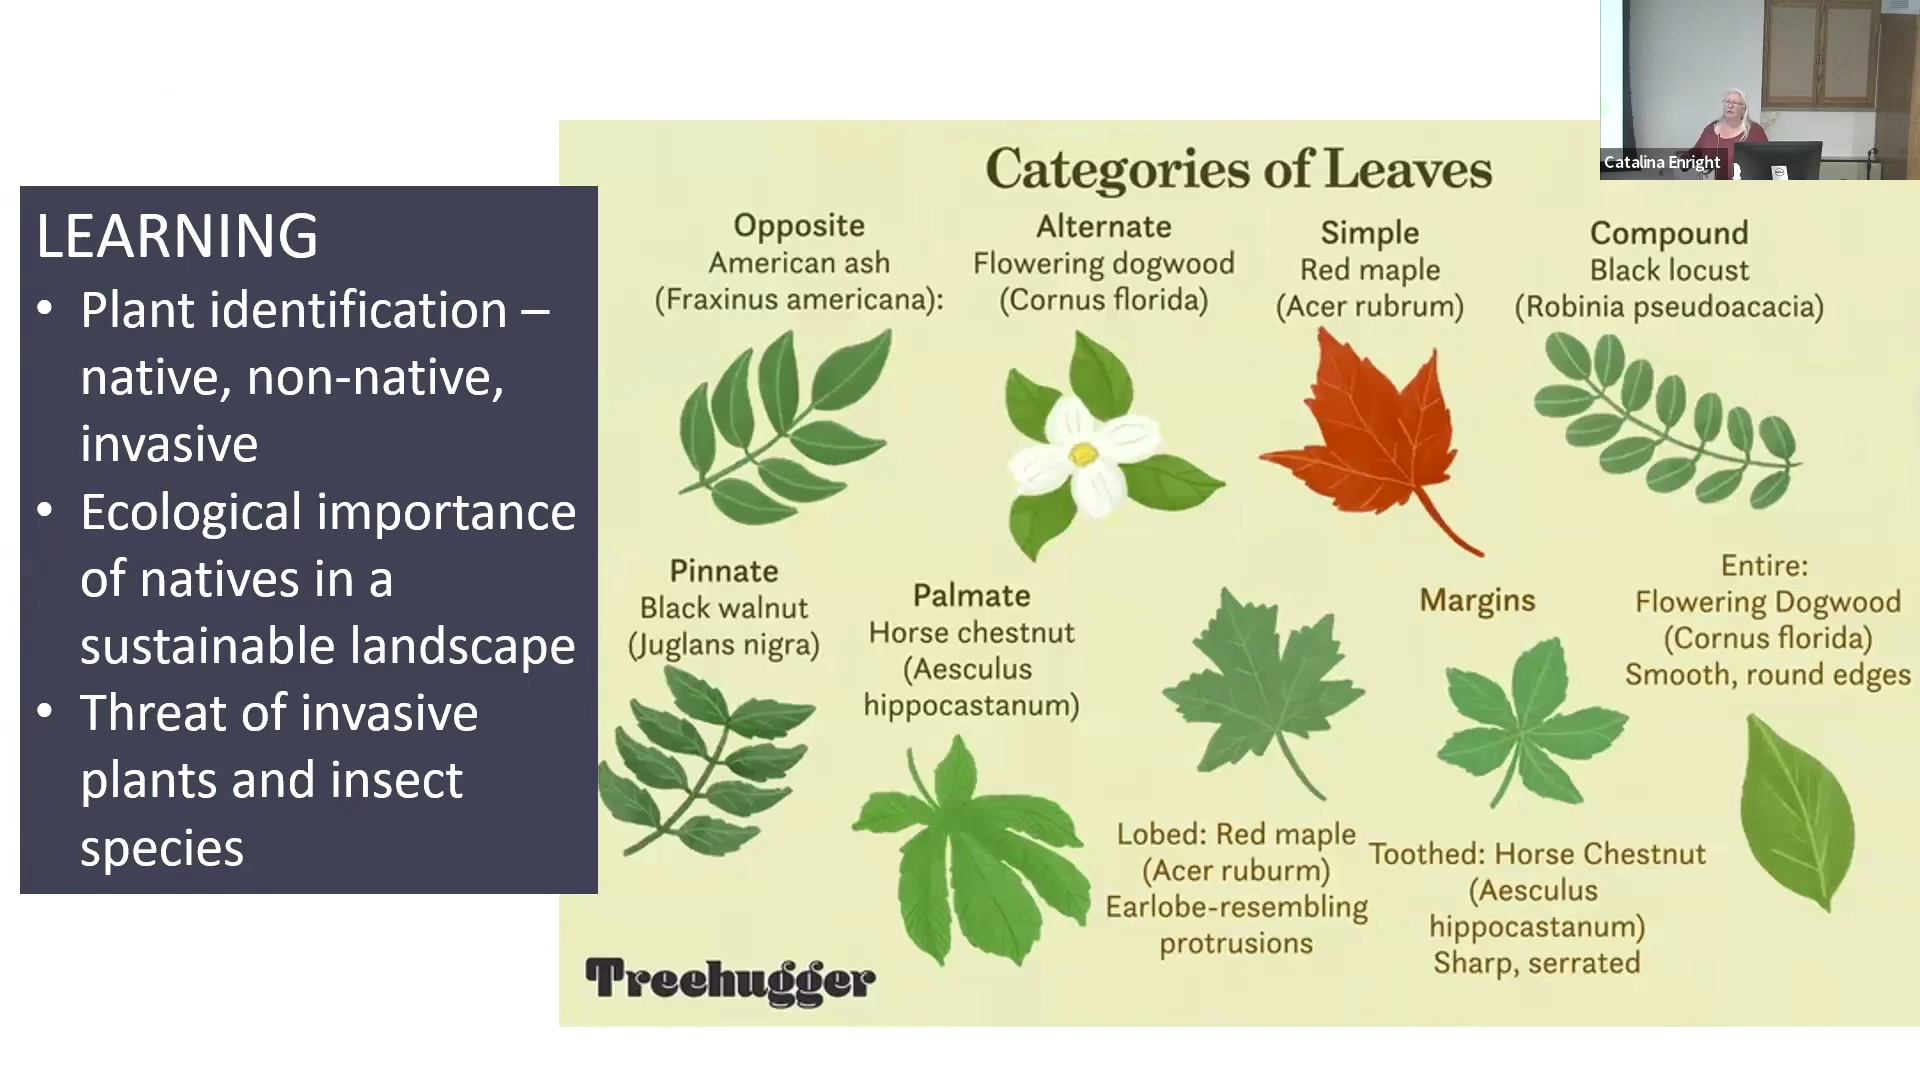 Catalina Enright
LEARNING
• Plant identification –
native, non-native,
invasive
• Ecological importance
of natives in a
sustainable landscape
• Threat of invasive
plants and insect
species
Categories of Leaves
Opposite
American ash
(Fraxinus americana):
Alternate
Flowering dogwood
(Cornus florida)
Simple
Red maple
(Acer rubrum)
Compound
Black locust
(Robinia pseudoacacia)
Pinnate
Black walnut
(Juglans nigra)
Palmate
Horse chestnut
(Aesculus
hippocastanum)
Margins
Lobed: Red maple
(Acer ruburm)
Earlobe-resembling
protrusions
Toothed: Horse Chestnut
(Aesculus
hippocastanum)
Sharp, serrated
Entire:
Flowering Dogwood
(Cornus florida)
Smooth, round edges
Treehugger